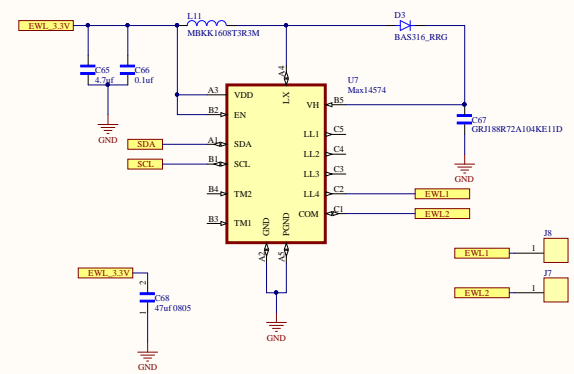 EWL_3.3V
L11
MBKK1608T3R3M
D3
BAS316_RRG
C65
4.7uf
C66
0.1uf
GND
A4
U7
Max14574
A3
VDD
LX
VH
B5
B2
EN
C67
GRJ188R72A104KE11D
GND
SDA
A1
SDA
LL1
C5
SCL
B1
SCL
LL2
C4
LL3
C3
B4
TM2
LL4
C2
EWL1
COM
C1
EWL2
B3
TM1
GND
PGND
A2
A5
GND
J8
EWL1
1
J7
EWL2
1
EWL_3.3V
2
C68
47uf 0805
1
GND